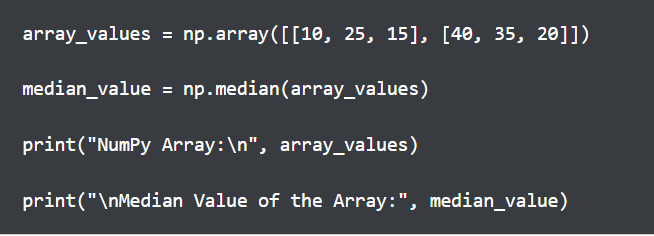 array_values = np.array([[10, 25, 15], [40, 35, 20]])
median_value = np.median(array_values)
print("NumPy Array:\n", array_values)
print("\nMedian Value of the Array:", median_value)